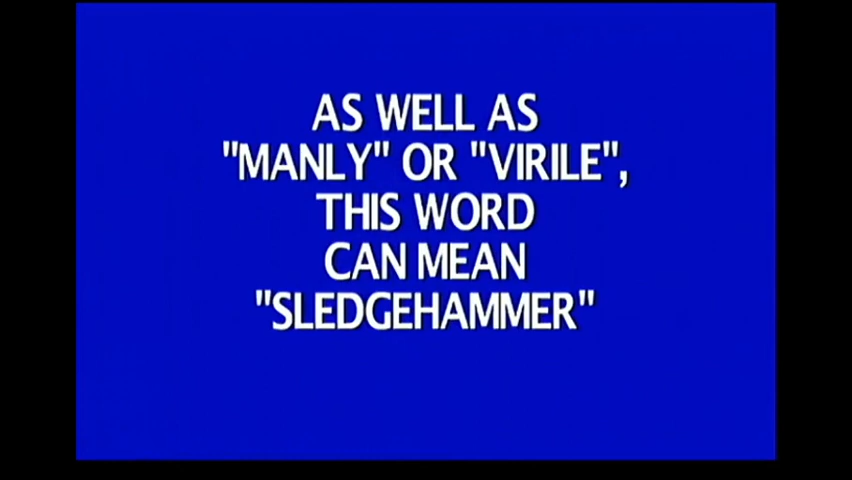 AS WELL AS
"MANLY" OR "VIRILE",
THIS WORD
CAN MEAN
"SLEDGEHAMMER"